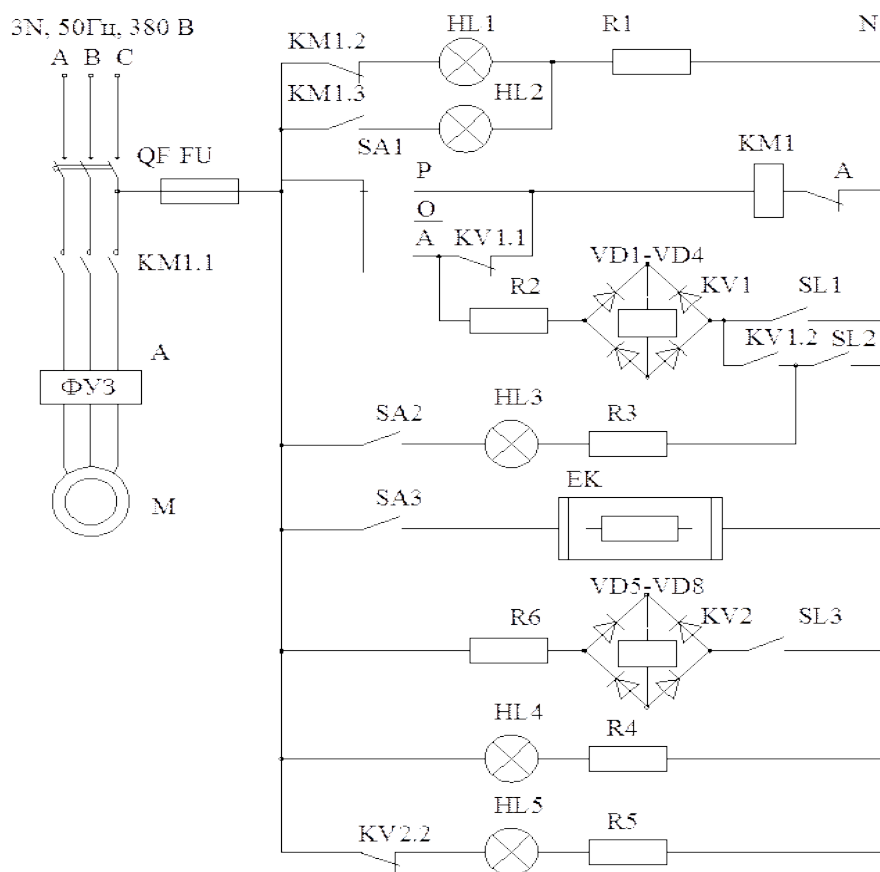 3N, 50Гц, 380 В
A B C
QF FU
KM1.1
A
ФУЗ
М
KM1.2
HL1
R1
N
KM1.3
HL2
SA1
Р
О
А
KV1.1
KM1
A
R2
VD1-VD4
KV1
SL1
KV1.2
SL2
SA2
HL3
R3
SA3
EK
R6
VD5-VD8
KV2
SL3
HL4
R4
KV2.2
HL5
R5